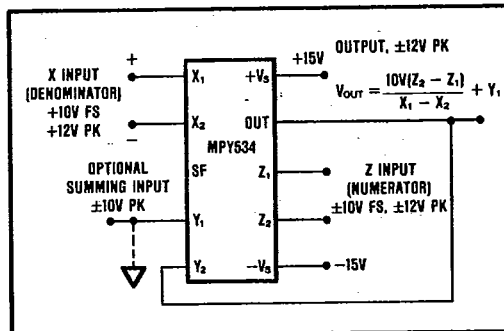 +
X INPUT
(DENOMINATOR)
+10V FS
+12V PK
−
OPTIONAL
SUMMING INPUT
±10V PK
X₁
X₂
SF
Y₁
Y₂
MPY534
+Vₛ
OUT
Z₁
Z₂
−Vₛ
+15V
OUTPUT, ±12V PK
V_OUT = 10V(Z₂ − Z₁) / (X₁ − X₂) + Y₁
Z INPUT
(NUMERATOR)
±10V FS, ±12V PK
−15V